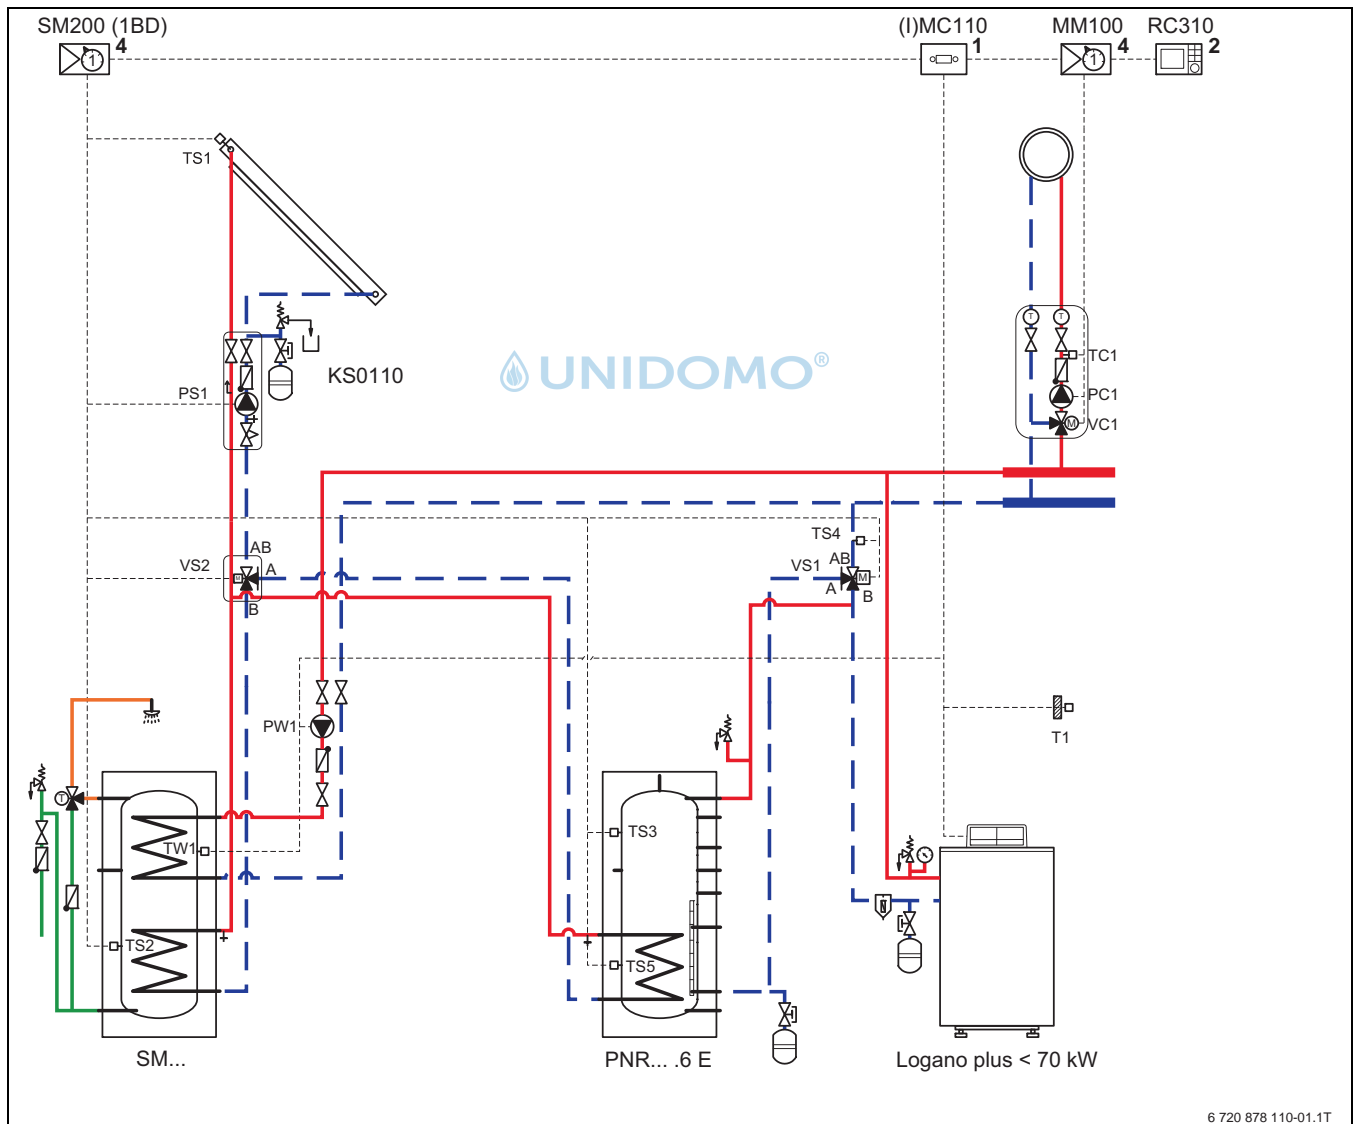 SM200 (1BD)
4
1
(I)MC110
1
MM100
4
1
RC310
2
TS1
KS0110
UNIDOMO®
PS1
T
T
TC1
PC1
VC1
M
TS4
VS2
AB
A
M
B
VS1
AB
A
M
B
PW1
T1
T
TS3
TW1
TS2
TS5
SM...
PNR... .6 E
Logano plus < 70 kW
6 720 878 110-01.1T